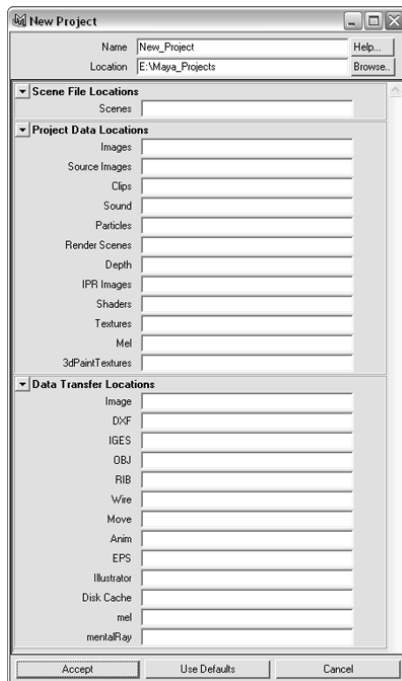 New Project
Name New_Project Help...
Location E:\Maya_Projects Browse..
Scene File Locations
Scenes
Project Data Locations
Images
Source Images
Clips
Sound
Particles
Render Scenes
Depth
IPR Images
Shaders
Textures
Mel
3dPaintTextures
Data Transfer Locations
Image
DXF
IGES
OBJ
RIB
Wire
Move
Anim
EPS
Illustrator
Disk Cache
mel
mentalRay
Accept Use Defaults Cancel